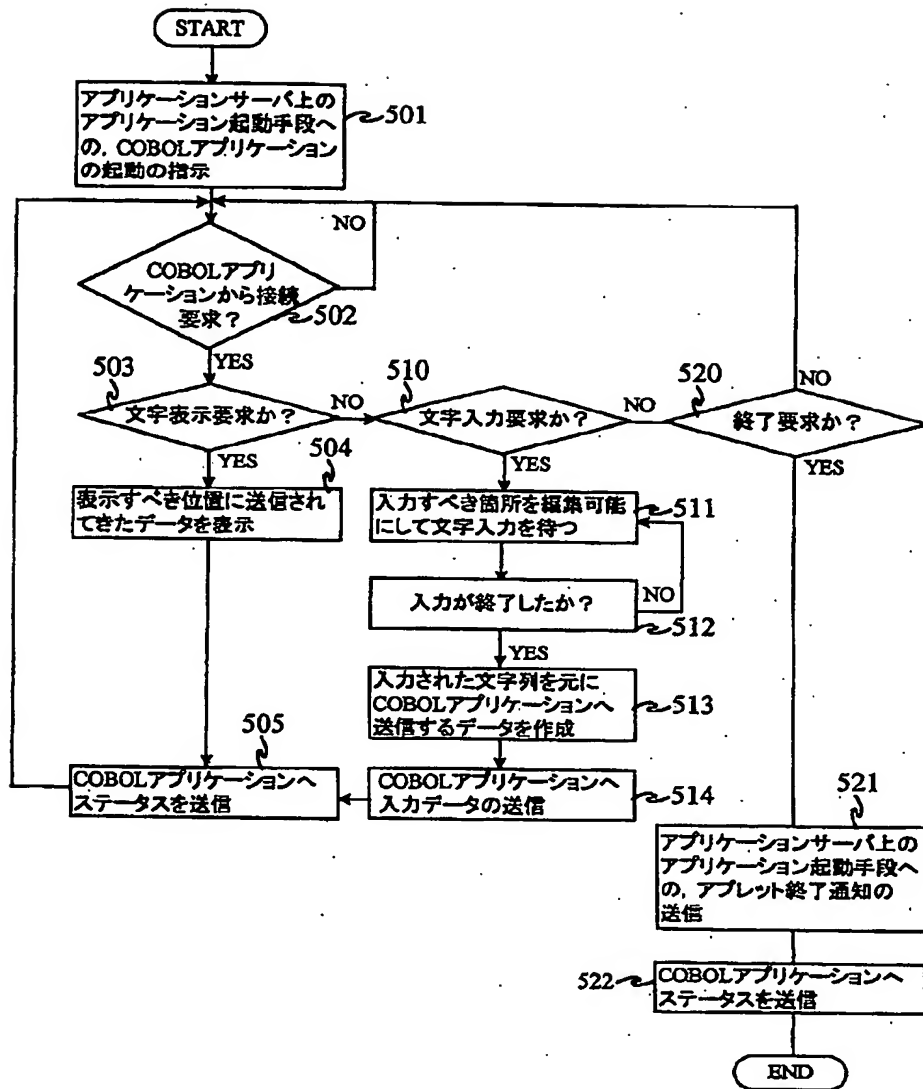 START
アプリケーションサーバ上の
アプリケーション起動手段へ
の, COBOLアプリケーション
の起動の指示
501
NO
COBOLアプリ
ケーションから接続
要求？
502
YES
503
文字表示要求か？
NO
510
文字入力要求か？
NO
520
終了要求か？
NO
YES
504
YES
YES
表示すべき位置に送信され
てきたデータを表示
入力すべき箇所を編集可能
にして文字入力を待つ
511
入力が終了したか？
NO
512
YES
入力された文字列を元に
COBOLアプリケーションへ
送信するデータを作成
513
505
COBOLアプリケーションへ
ステータスを送信
COBOLアプリケーションへ
入力データの送信
514
521
アプリケーションサーバ上の
アプリケーション起動手段へ
の, アプレット終了通知の
送信
522
COBOLアプリケーションへ
ステータスを送信
END